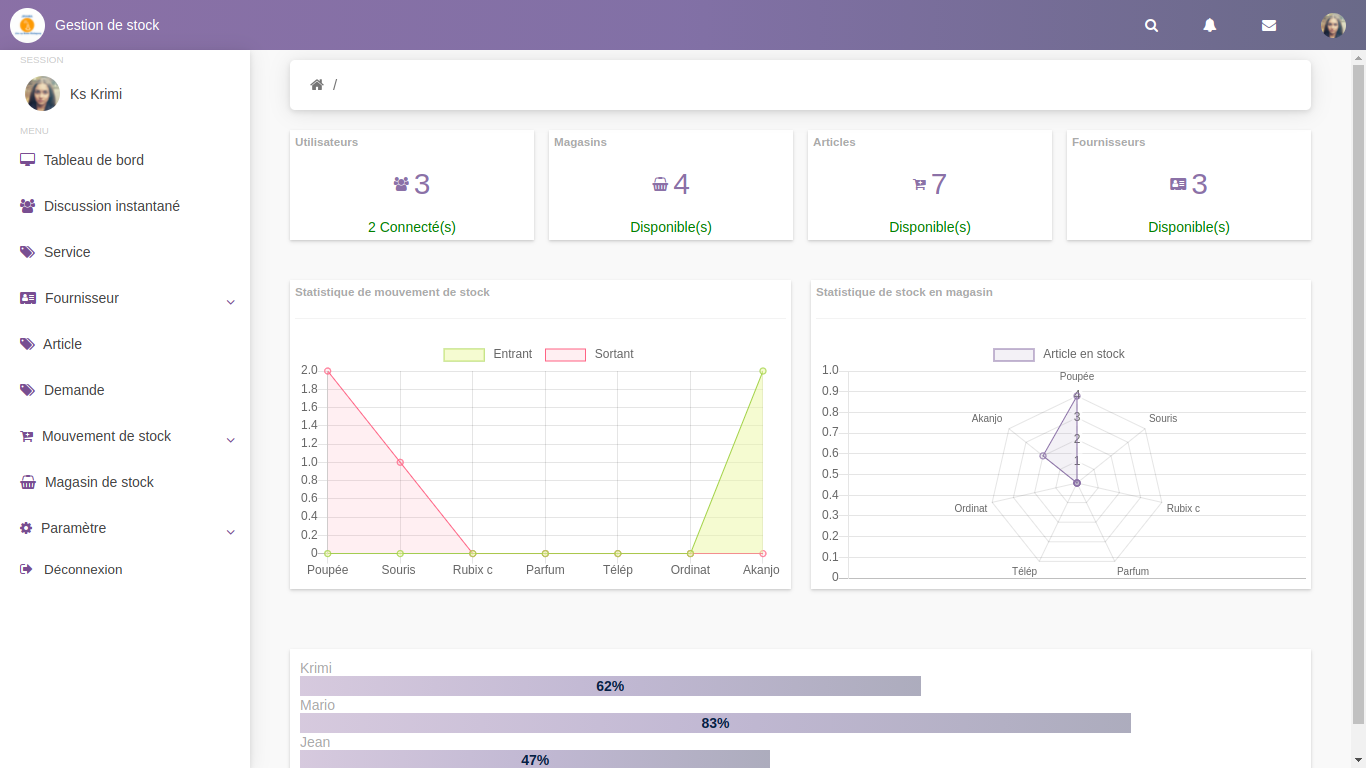 Gestion de stock
SESSION
Ks Krimi
MENU
Tableau de bord
Discussion instantané
Service
Fournisseur
Article
Demande
Mouvement de stock
Magasin de stock
Paramètre
Déconnexion
/
Utilisateurs
3
2 Connecté(s)
Magasins
4
Disponible(s)
Articles
7
Disponible(s)
Fournisseurs
3
Disponible(s)
Statistique de mouvement de stock
Entrant Sortant
2.0
1.8
1.6
1.4
1.2
1.0
0.8
0.6
0.4
0.2
0
Poupée Souris Rubix c Parfum Télép Ordinat Akanjo
Statistique de stock en magasin
Article en stock
1.0
0.9
0.8
0.7
0.6
0.5
0.4
0.3
0.2
0.1
0
Poupée
Souris
Rubix c
Parfum
Télép
Ordinat
Akanjo
4
3
2
1
Krimi
62%
Mario
83%
Jean
47%